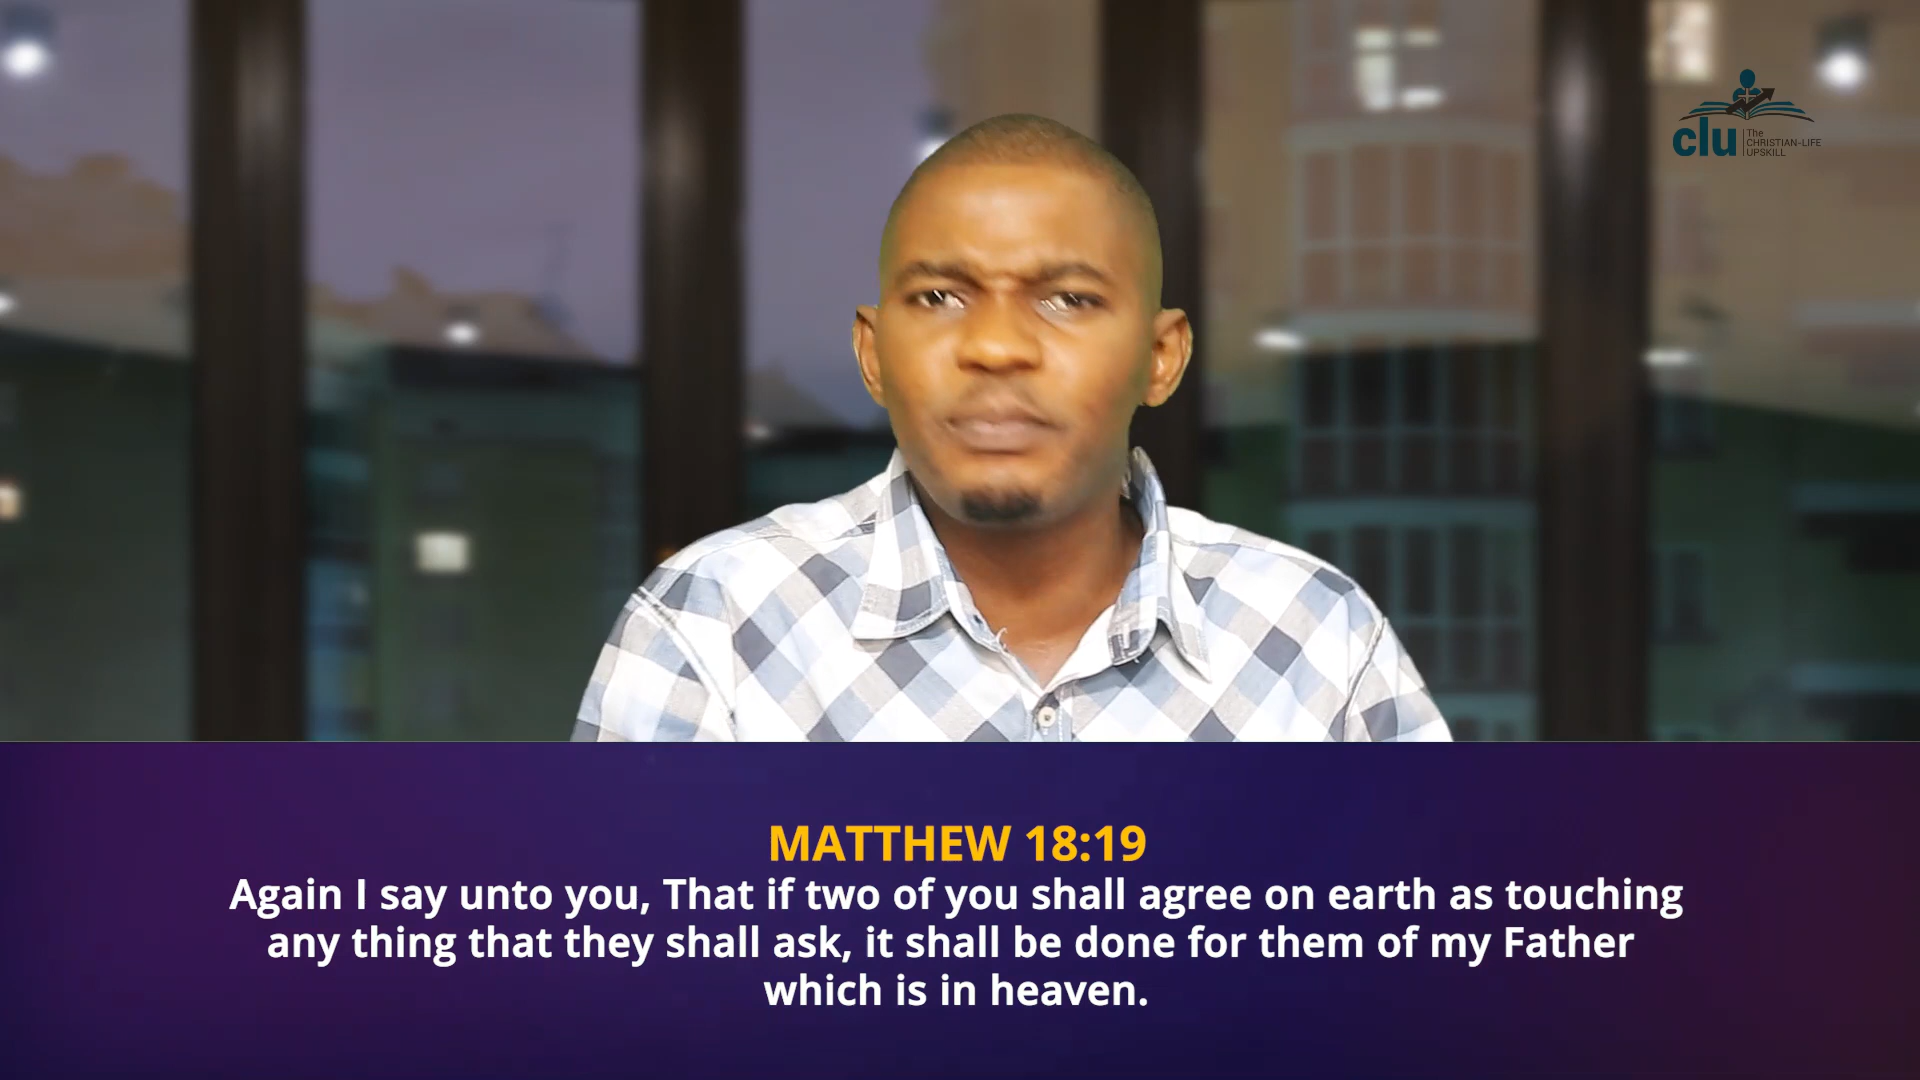 clu
The
CHRISTIAN-LIFE
UPSKILL
MATTHEW 18:19
Again I say unto you, That if two of you shall agree on earth as touching
any thing that they shall ask, it shall be done for them of my Father
which is in heaven.